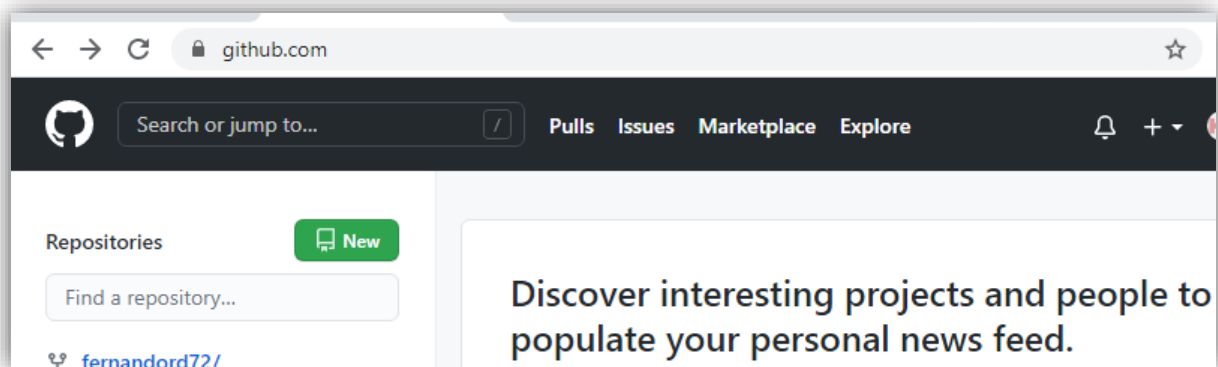 github.com
Search or jump to... /
Pulls Issues Marketplace Explore
Repositories
New
Find a repository...
fernandord72/
Discover interesting projects and people to
populate your personal news feed.